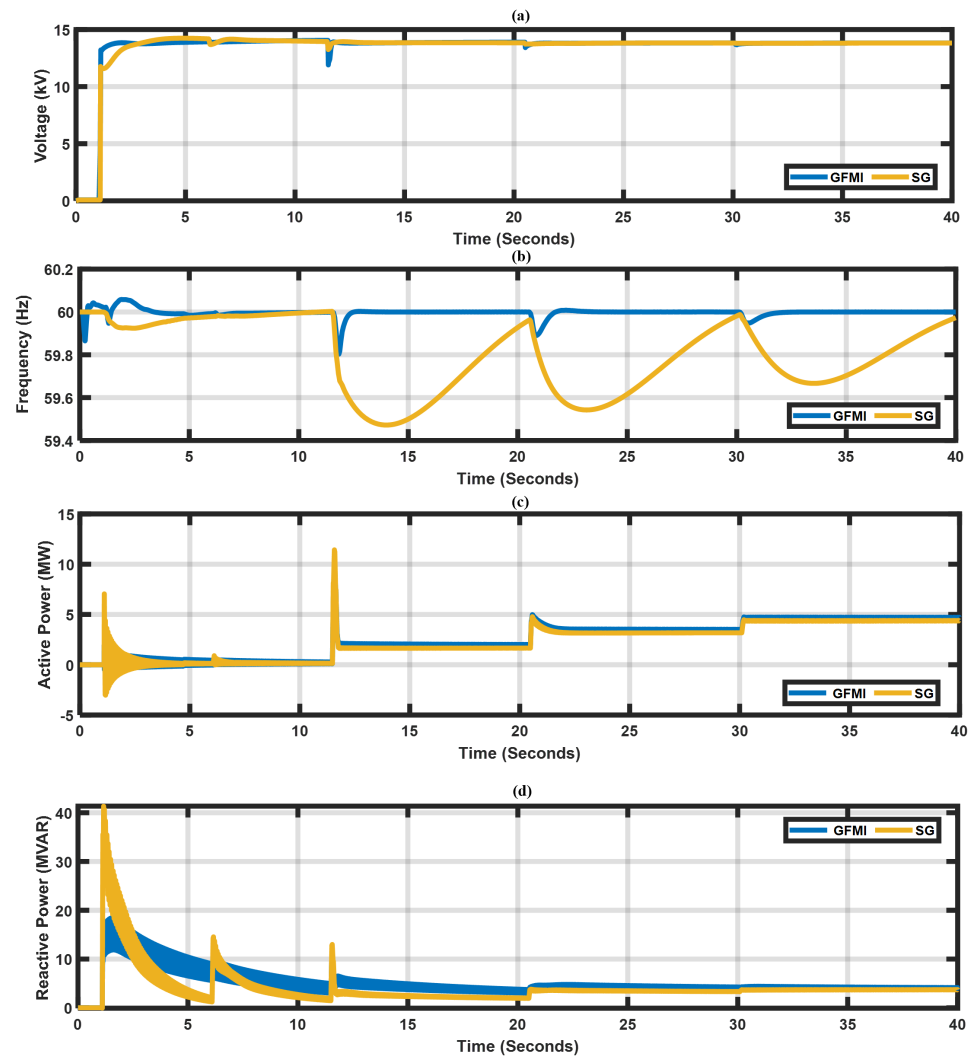 (a)
15
10
5
0
Voltage (kV)
GFMI SG
0 5 10 15 20 25 30 35 40
Time (Seconds)
(b)
60.2
60
59.8
59.6
59.4
Frequency (Hz)
GFMI SG
0 5 10 15 20 25 30 35 40
Time (Seconds)
(c)
15
10
5
0
-5
Active Power (MW)
GFMI SG
0 5 10 15 20 25 30 35 40
Time (Seconds)
(d)
40
30
20
10
0
Reactive Power (MVAR)
GFMI SG
0 5 10 15 20 25 30 35 40
Time (Seconds)